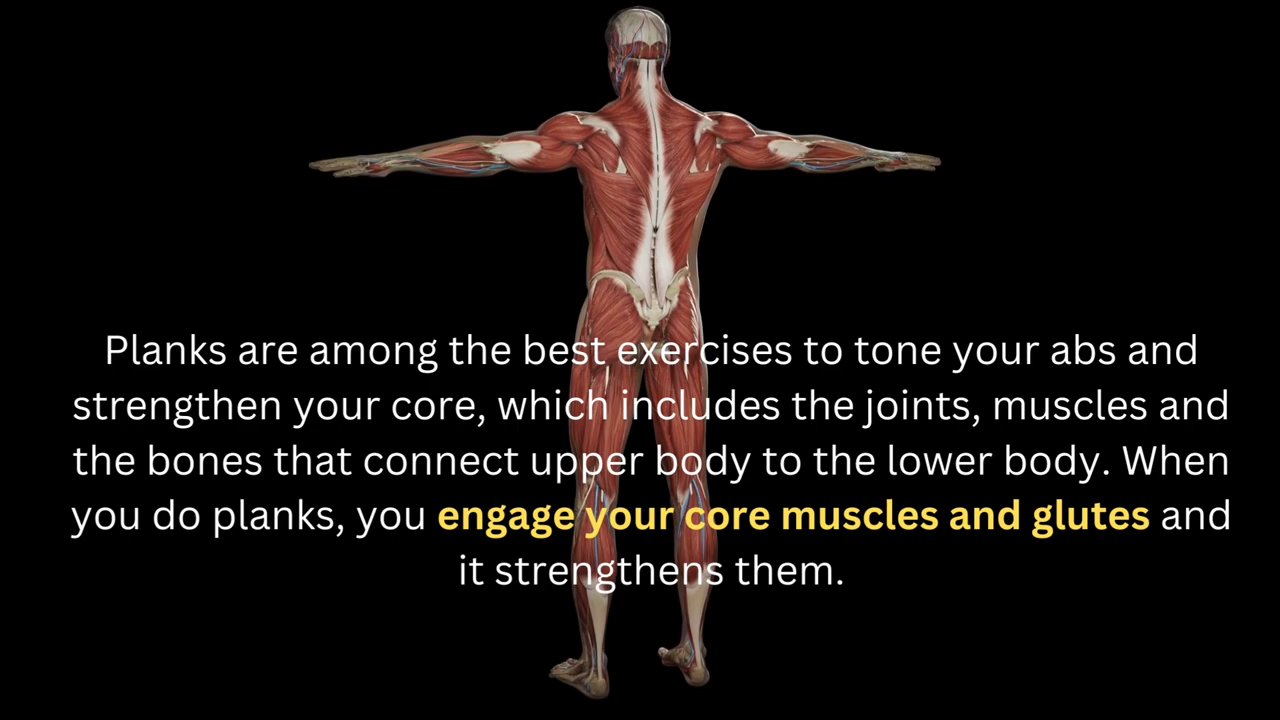 Planks are among the best exercises to tone your abs and
strengthen your core, which includes the joints, muscles and
the bones that connect upper body to the lower body. When
you do planks, you engage your core muscles and glutes and
it strengthens them.